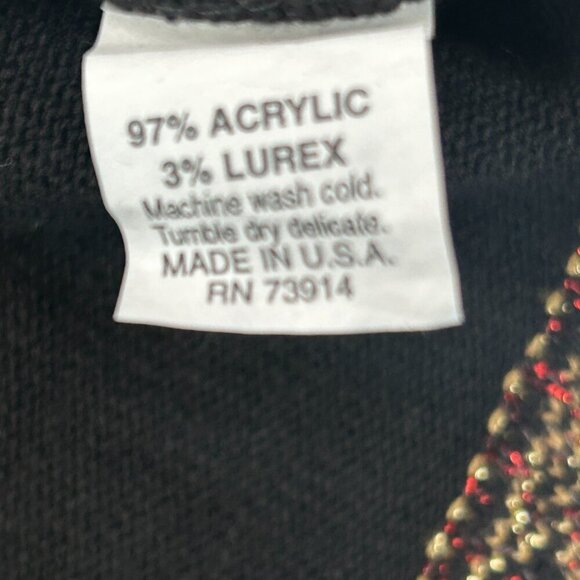 97% ACRYLIC
3% LUREX
Machine wash cold.
Tumble dry delicate.
MADE IN U.S.A.
RN 73914